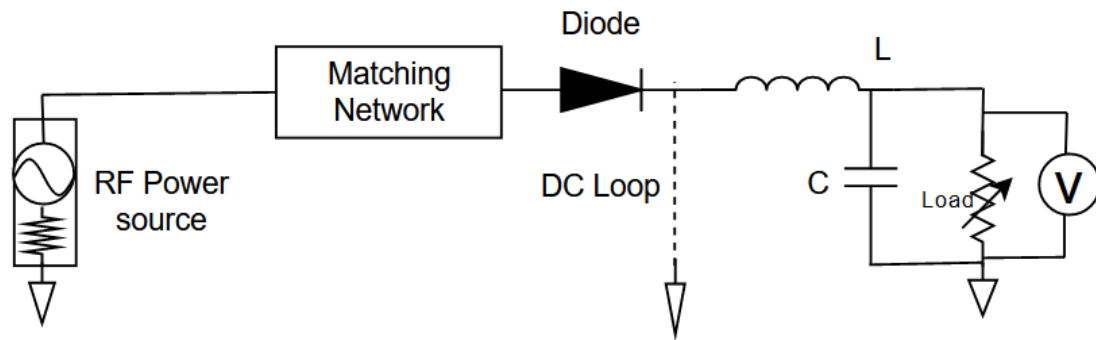 Diode
L
Matching
Network
RF Power
source
DC Loop
C
Load
V